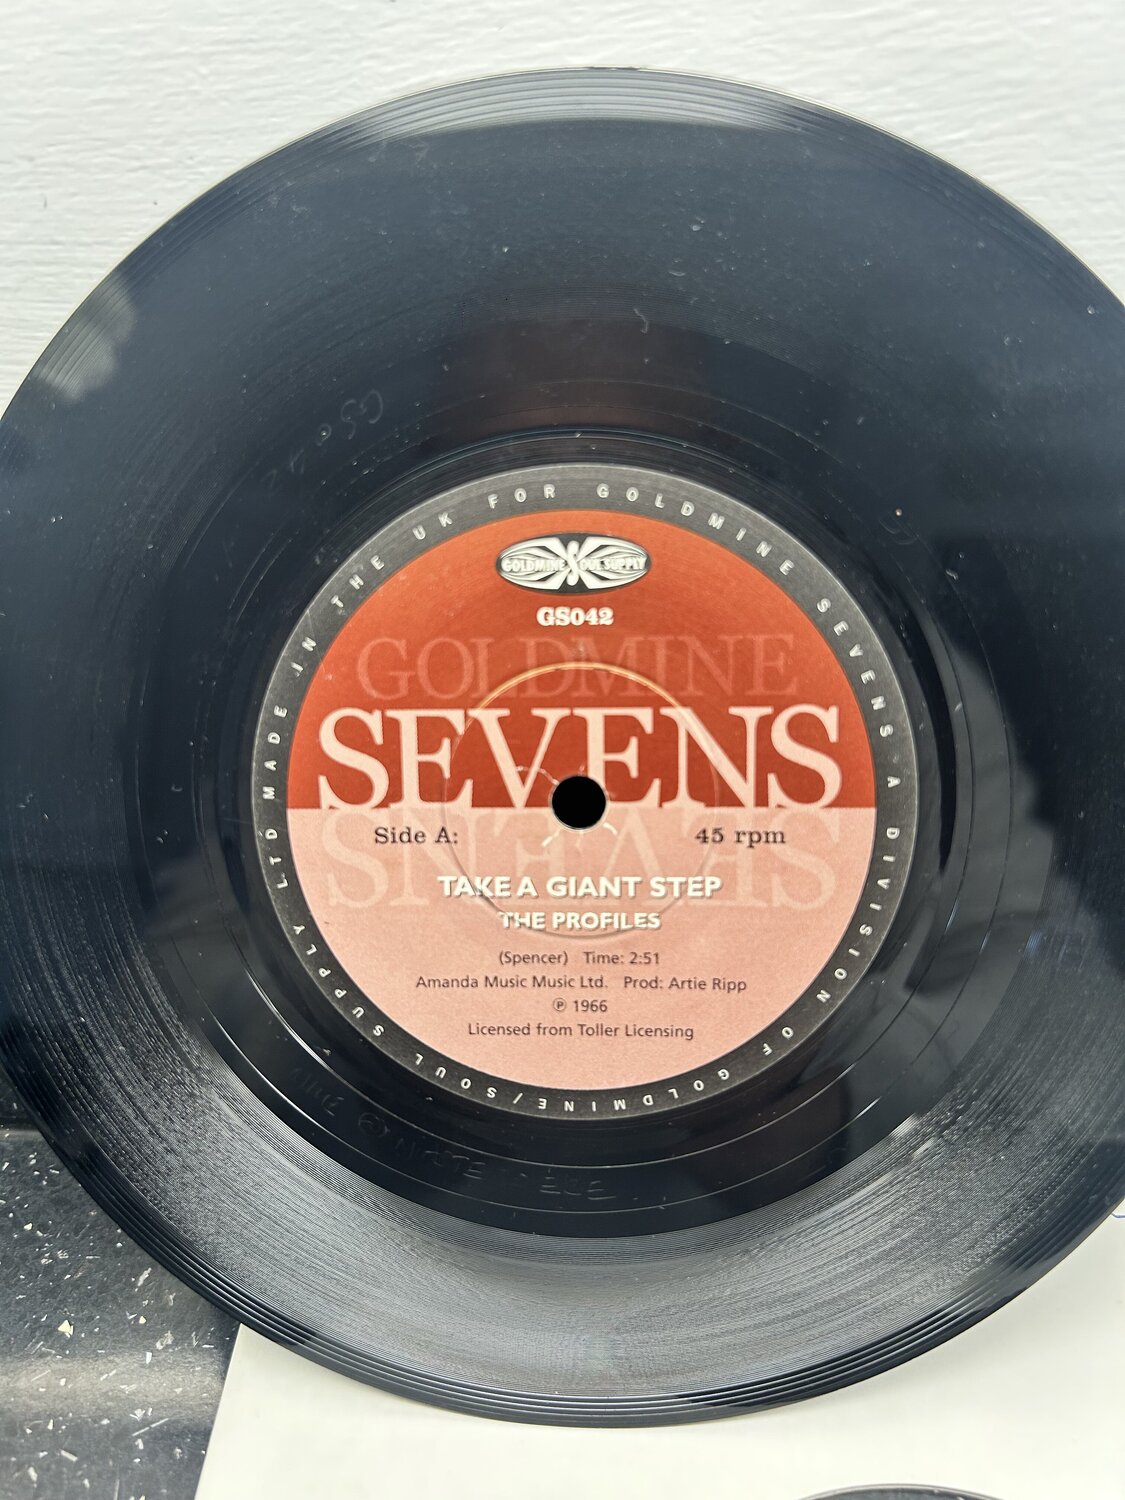 MADE IN THE UK FOR GOLDMINE SEVENS A DIVISION OF GOLDMINE/SOUL SUPPLY LTD
GOLDMINE SOUL SUPPLY
GS042
GOLDMINE
SEVENS
SEVENS
Side A: 45 rpm
TAKE A GIANT STEP
THE PROFILES
(Spencer) Time: 2:51
Amanda Music Music Ltd. Prod: Artie Ripp
℗ 1966
Licensed from Toller Licensing